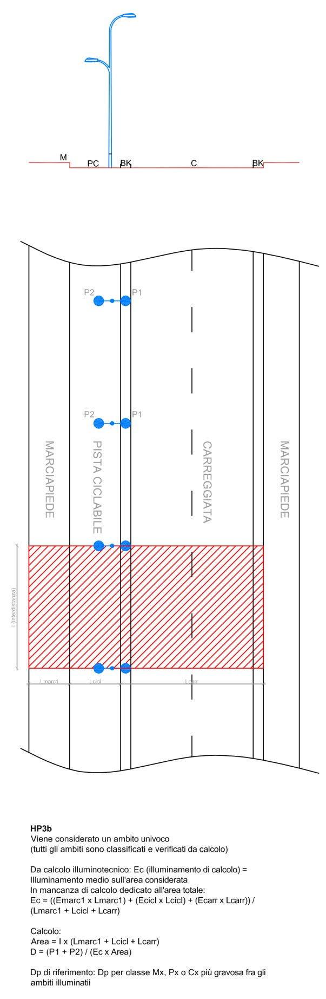 M
PC
BK
C
BK
P2
P1
P2
P1
MARCIAPIEDE
PISTA CICLABILE
CARREGGIATA
MARCIAPIEDE
I (interdistanza)
Lmarc1
Lcicl
Lcarr
HP3b
Viene considerato un ambito univoco
(tutti gli ambiti sono classificati e verificati da calcolo)
Da calcolo illuminotecnico: Ec (illuminamento di calcolo) =
Illuminamento medio sull'area considerata
In mancanza di calcolo dedicato all'area totale:
Ec = ((Emarc1 x Lmarc1) + (Ecicl x Lcicl) + (Ecarr x Lcarr)) /
(Lmarc1 + Lcicl + Lcarr)
Calcolo:
Area = I x (Lmarc1 + Lcicl + Lcarr)
D = (P1 + P2) / (Ec x Area)
Dp di riferimento: Dp per classe Mx, Px o Cx più gravosa fra gli
ambiti illuminatii